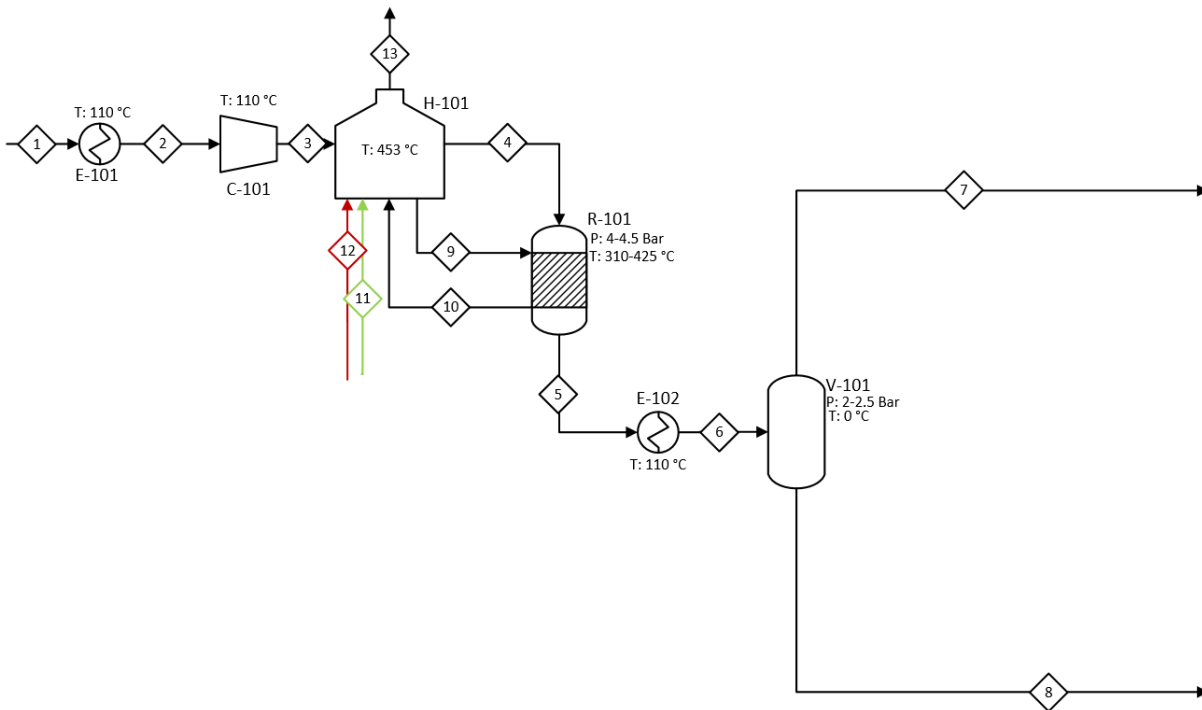 13
T: 110 °C
E-101
1
2
T: 110 °C
C-101
3
H-101
T: 453 °C
4
12
11
9
10
R-101
P: 4-4.5 Bar
T: 310-425 °C
5
E-102
T: 110 °C
6
V-101
P: 2-2.5 Bar
T: 0 °C
7
8